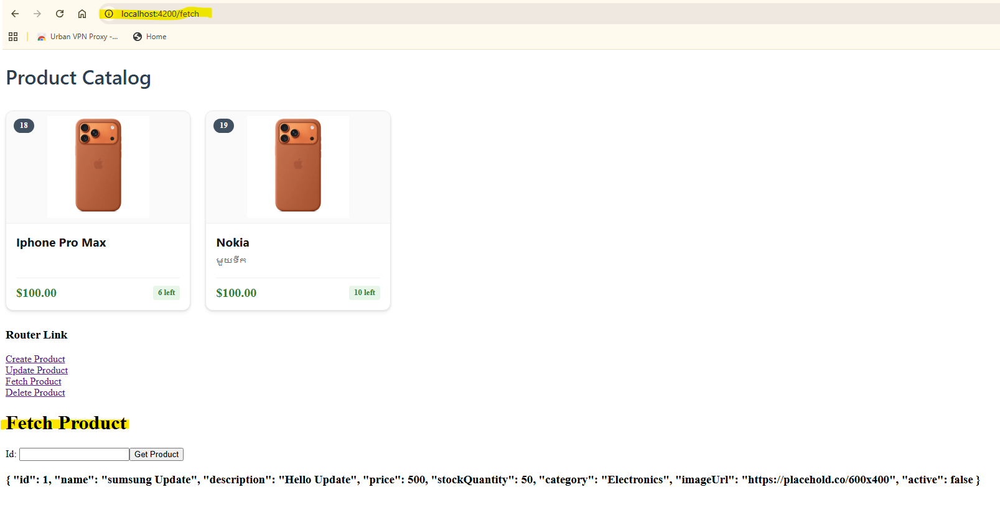 localhost:4200/fetch
Urban VPN Proxy -...
Home
Product Catalog
18
19
Iphone Pro Max
Nokia
មួយទឹក
$100.00
6 left
$100.00
10 left
Router Link
Create Product
Update Product
Fetch Product
Delete Product
Fetch Product
Id:
Get Product
{ "id": 1, "name": "sumsung Update", "description": "Hello Update", "price": 500, "stockQuantity": 50, "category": "Electronics", "imageUrl": "https://placehold.co/600x400", "active": false }